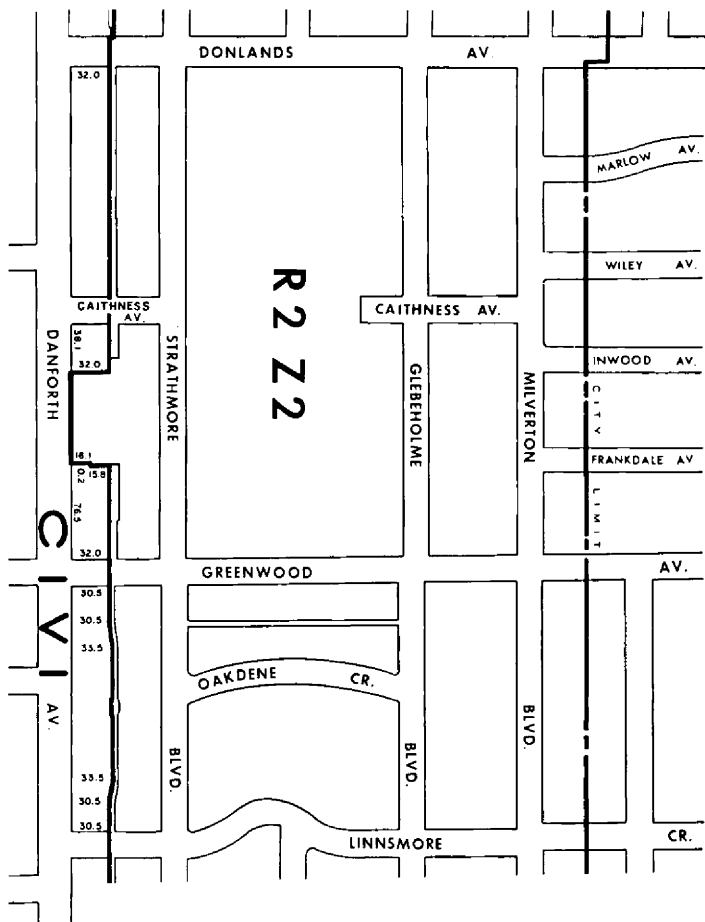 DONLANDS AV.
32.0
MARLOW AV.
WILEY AV.
R2 Z2
CAITHNESS AV.
GAITHNESS
AV.
38.1
32.0
DANFORTH AV.
STRATHMORE BLVD.
GLEBEHOLME BLVD.
MILVERTON BLVD.
INWOOD AV.
CITY LIMIT
FRANKDALE AV
18.1
15.8
0.2
76.5
32.0
C I V I
GREENWOOD AV.
30.5
30.5
33.5
OAKDENE CR.
33.5
30.5
30.5
LINNSMORE CR.